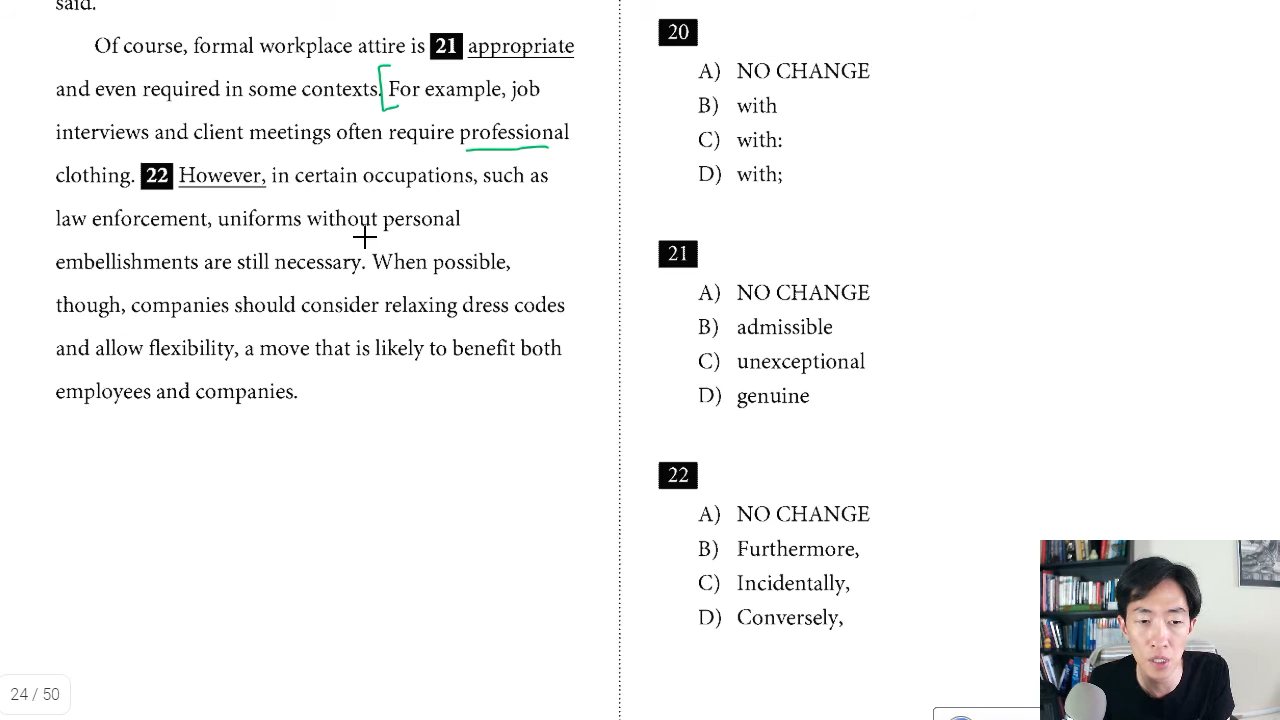 said.
Of course, formal workplace attire is 21 appropriate
and even required in some contexts. For example, job
interviews and client meetings often require professional
clothing. 22 However, in certain occupations, such as
law enforcement, uniforms without personal
embellishments are still necessary. When possible,
though, companies should consider relaxing dress codes
and allow flexibility, a move that is likely to benefit both
employees and companies.
20
A) NO CHANGE
B) with
C) with:
D) with;
21
A) NO CHANGE
B) admissible
C) unexceptional
D) genuine
22
A) NO CHANGE
B) Furthermore,
C) Incidentally,
D) Conversely,
24 / 50